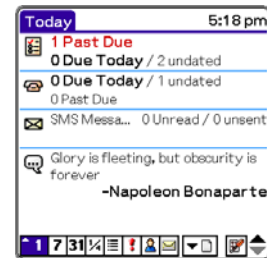 Today 5:18 pm
1 Past Due
0 Due Today / 2 undated
0 Due Today / 1 undated
0 Past Due
SMS Messa... 0 Unread / 0 unsent
Glory is fleeting, but obscurity is
forever
-Napoleon Bonaparte
1 7 31 ¼